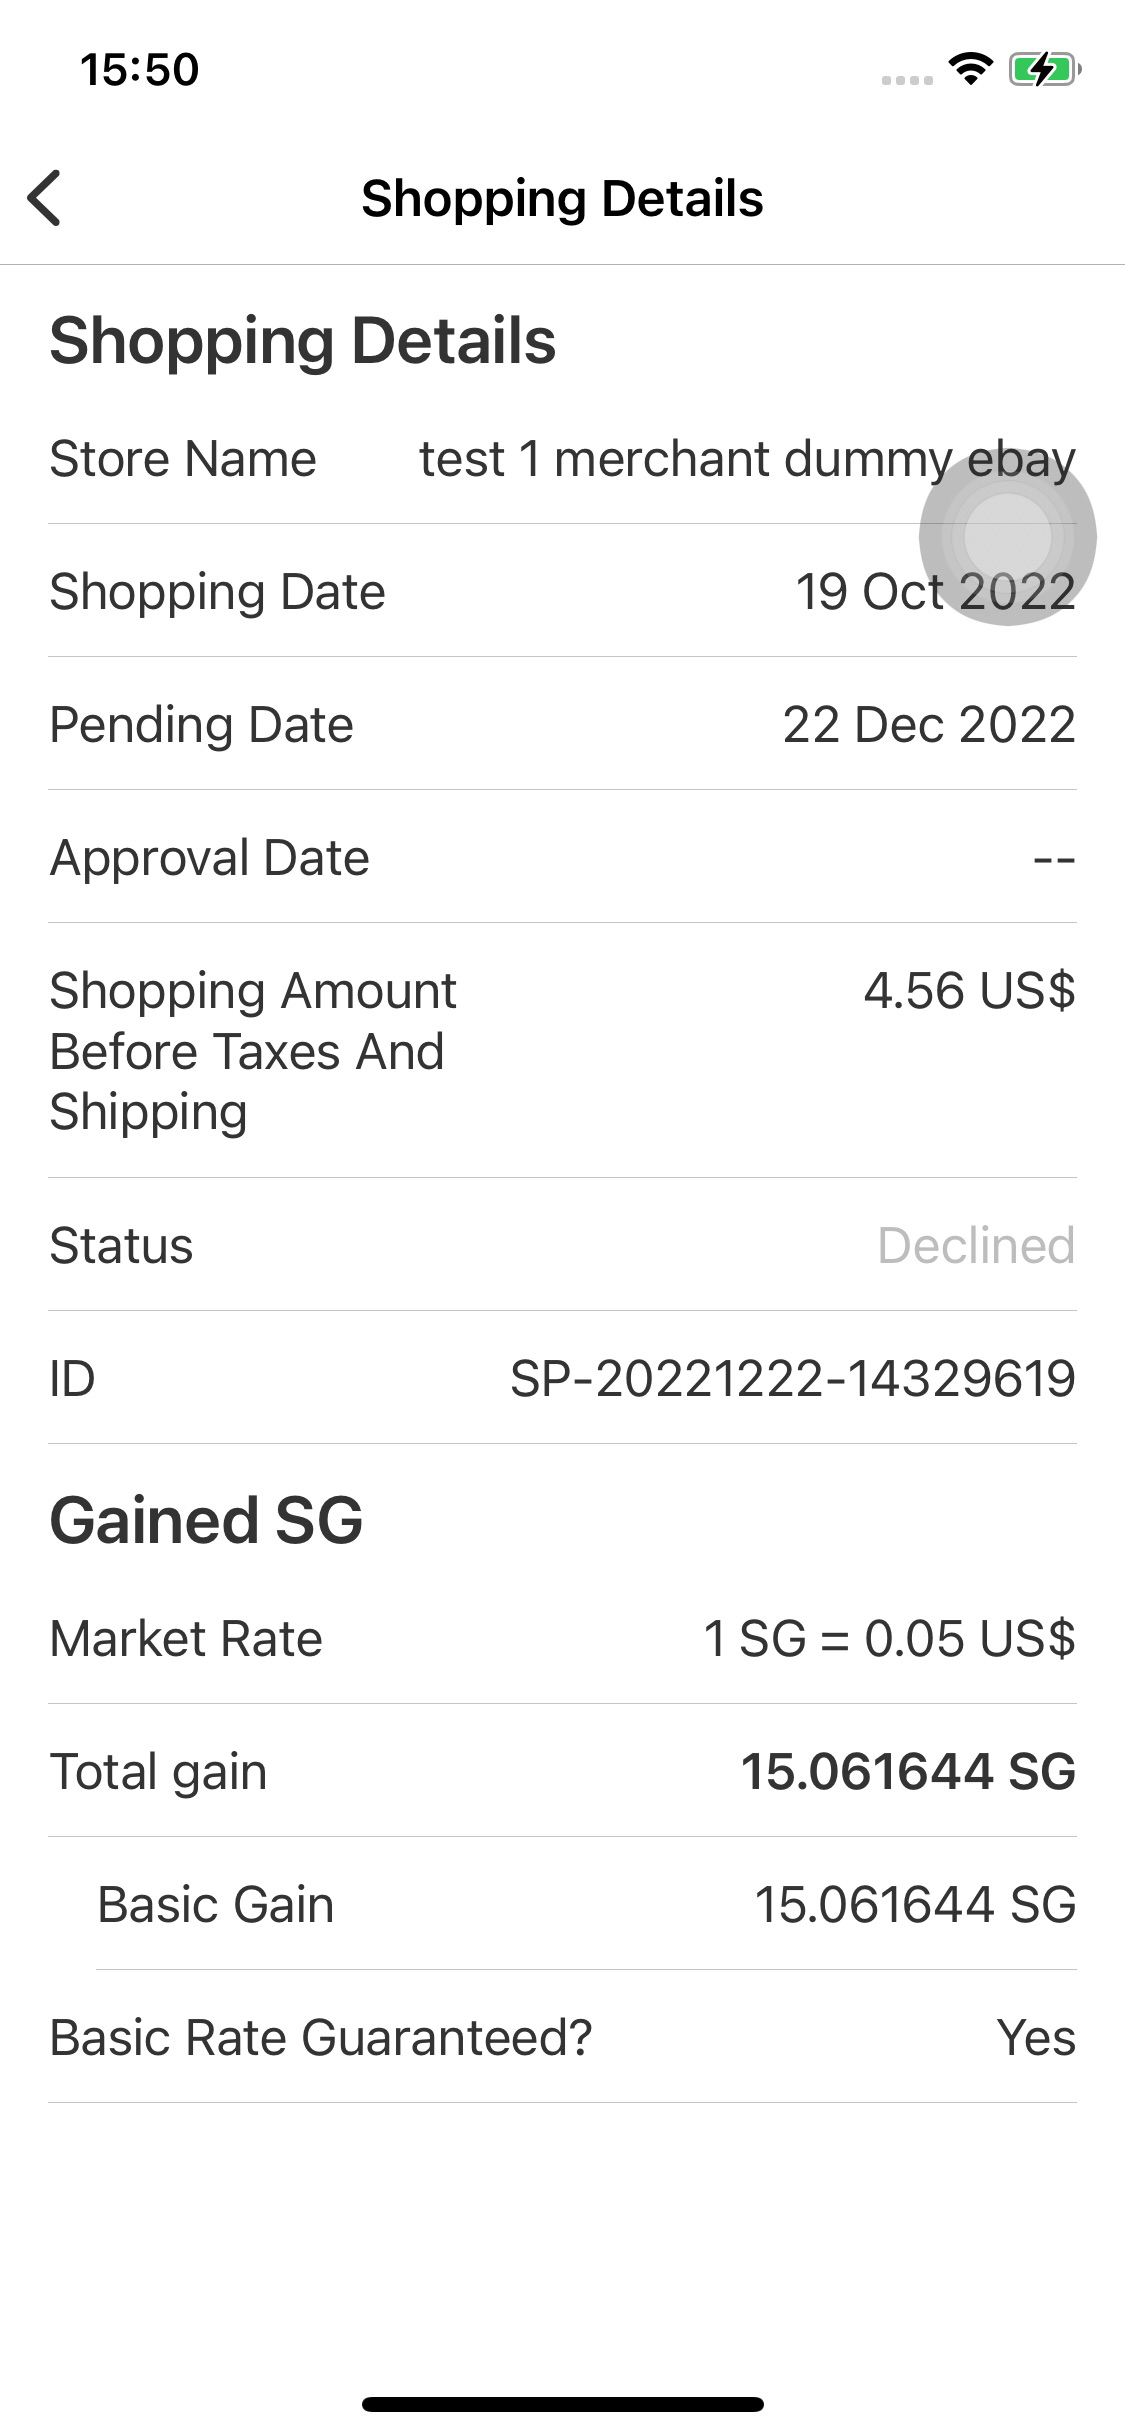 15:50
Shopping Details
Shopping Details
Store Name test 1 merchant dummy ebay
Shopping Date 19 Oct 2022
Pending Date 22 Dec 2022
Approval Date --
Shopping Amount 4.56 US$
Before Taxes And
Shipping
Status Declined
ID SP-20221222-14329619
Gained SG
Market Rate 1 SG = 0.05 US$
Total gain 15.061644 SG
Basic Gain 15.061644 SG
Basic Rate Guaranteed? Yes